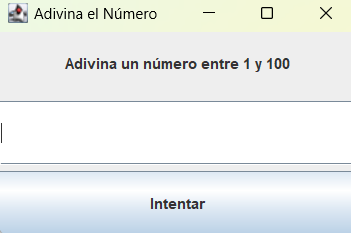 Adivina el Número
Adivina un número entre 1 y 100
Intentar